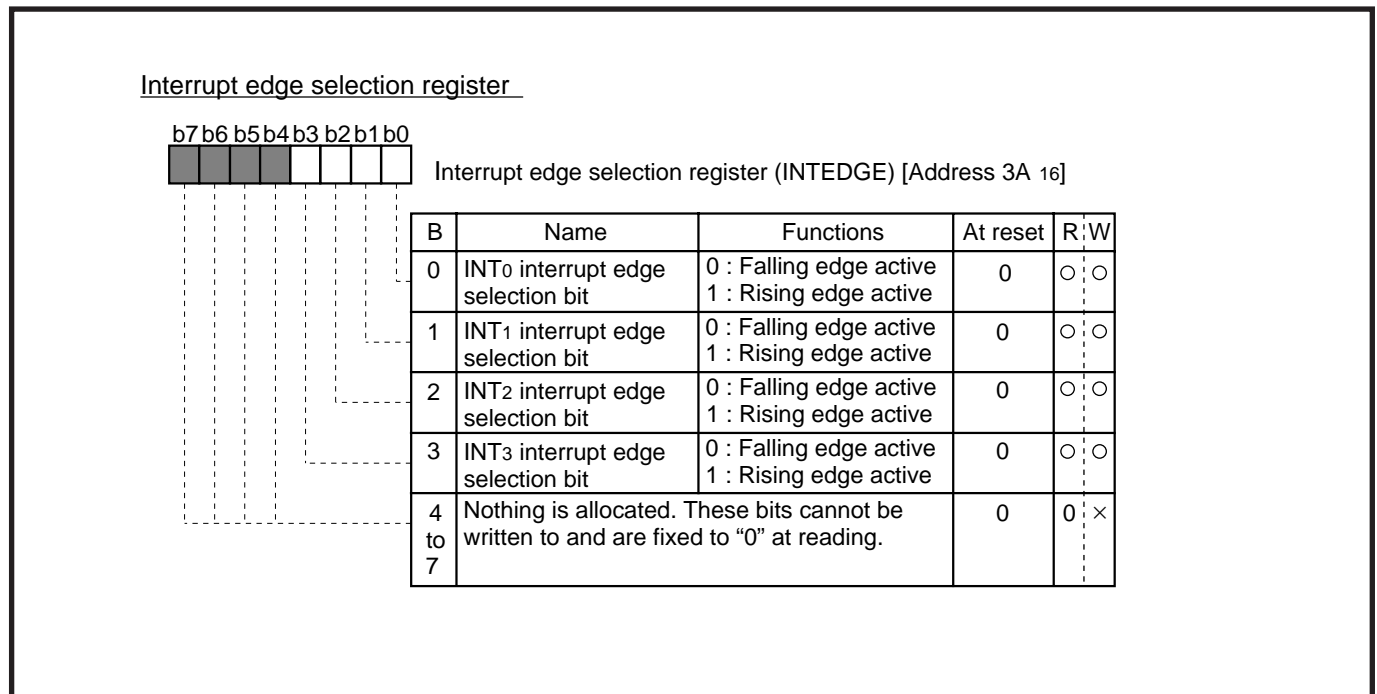 Interrupt edge selection register
b7 b6 b5 b4 b3 b2 b1 b0
Interrupt edge selection register (INTEDGE) [Address 3A 16]
B Name Functions At reset R W
0 INT0 interrupt edge selection bit 0 : Falling edge active 1 : Rising edge active 0 ○ ○
1 INT1 interrupt edge selection bit 0 : Falling edge active 1 : Rising edge active 0 ○ ○
2 INT2 interrupt edge selection bit 0 : Falling edge active 1 : Rising edge active 0 ○ ○
3 INT3 interrupt edge selection bit 0 : Falling edge active 1 : Rising edge active 0 ○ ○
4 to 7 Nothing is allocated. These bits cannot be written to and are fixed to “0” at reading. 0 0 ×